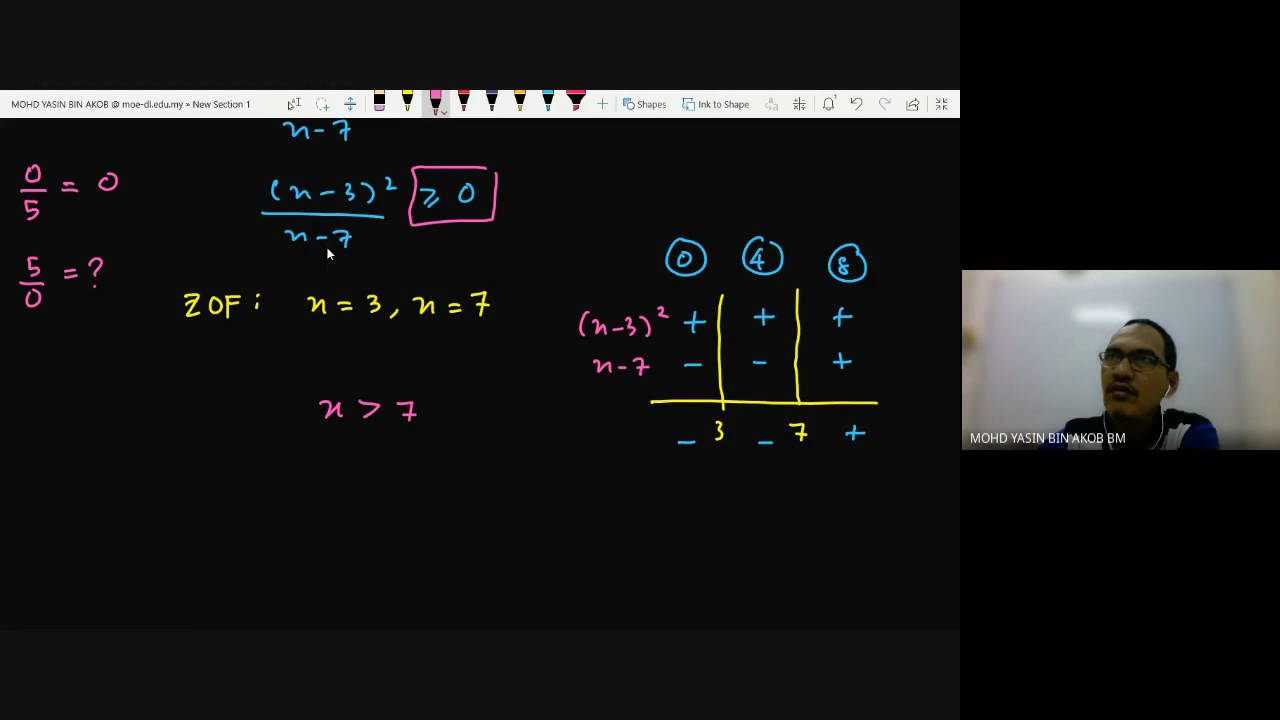 MOHD YASIN BIN AKOB @ moe-dl.edu.my » New Section 1
Shapes
Ink to Shape
n-7
0/5 = 0
(n-3)² ≥ 0
n-7
5/0 = ?
ZOF: n = 3, n = 7
n > 7
0 4 8
(n-3)² + + +
n-7 - - +
- 3 - 7 +
MOHD YASIN BIN AKOB BM